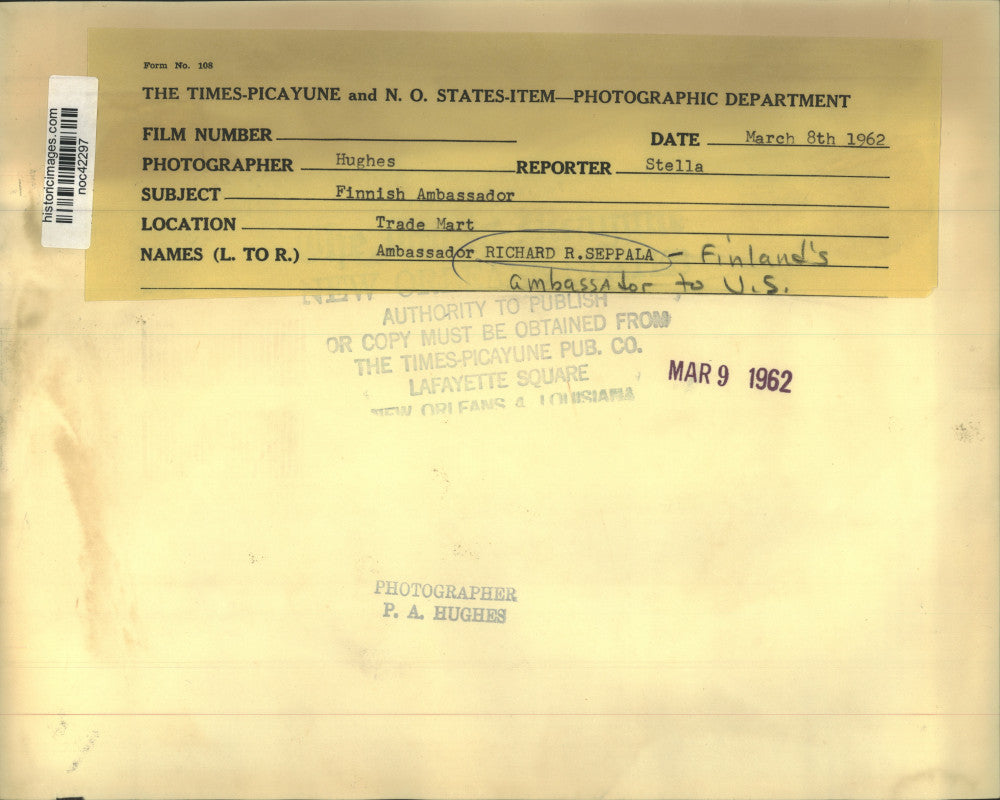 Form No. 108
THE TIMES-PICAYUNE and N. O. STATES-ITEM—PHOTOGRAPHIC DEPARTMENT
FILM NUMBER
DATE March 8th 1962
PHOTOGRAPHER Hughes REPORTER Stella
SUBJECT Finnish Ambassador
LOCATION Trade Mart
NAMES (L. TO R.) Ambassador RICHARD R.SEPPALA — Finland's
ambassador to U.S.
historicimages.com
noc42297
NEW
AUTHORITY TO PUBLISH
OR COPY MUST BE OBTAINED FROM
THE TIMES-PICAYUNE PUB. CO.
LAFAYETTE SQUARE
NEW ORLEANS 4, LOUISIANA
MAR 9 1962
PHOTOGRAPHER
P. A. HUGHES